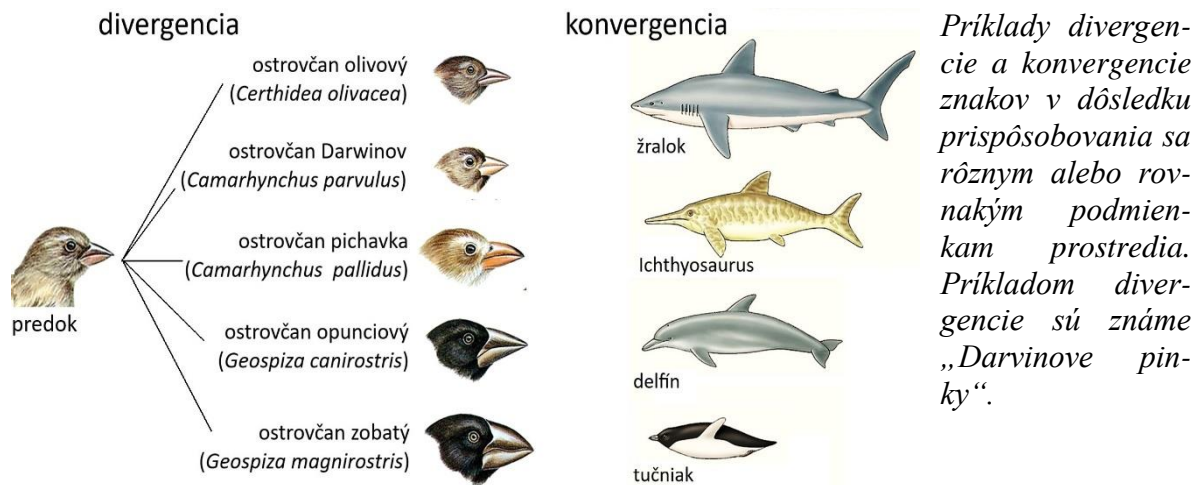 divergencia
ostrovčan olivový
(Certhidea olivacea)
ostrovčan Darwinov
(Camarhynchus parvulus)
ostrovčan pichavka
(Camarhynchus pallidus)
predok
ostrovčan opunciový
(Geospiza canirostris)
ostrovčan zobatý
(Geospiza magnirostris)
konvergencia
žralok
Ichthyosaurus
delfín
tučniak
Príklady divergen-
cie a konvergencie
znakov v dôsledku
prispôsobovania sa
rôznym alebo rov-
nakým podmien-
kam prostredia.
Príkladom diver-
gencie sú známe
„Darvinove pin-
ky“.